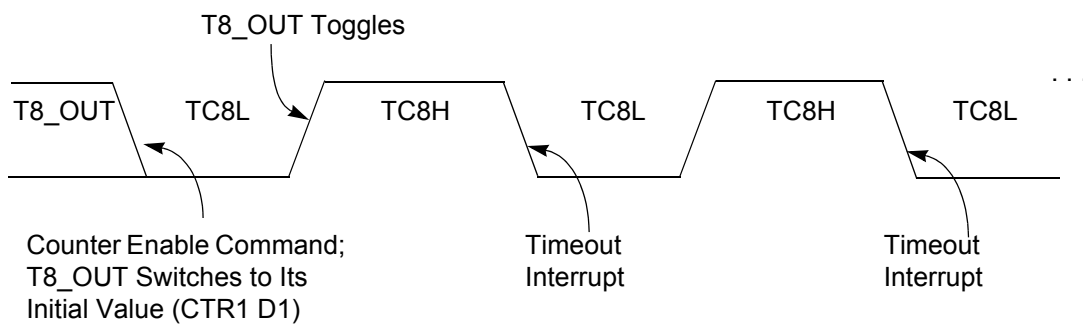 T8_OUT Toggles
. . .
T8_OUT TC8L TC8H TC8L TC8H TC8L
Counter Enable Command;
T8_OUT Switches to Its
Initial Value (CTR1 D1)
Timeout
Interrupt
Timeout
Interrupt